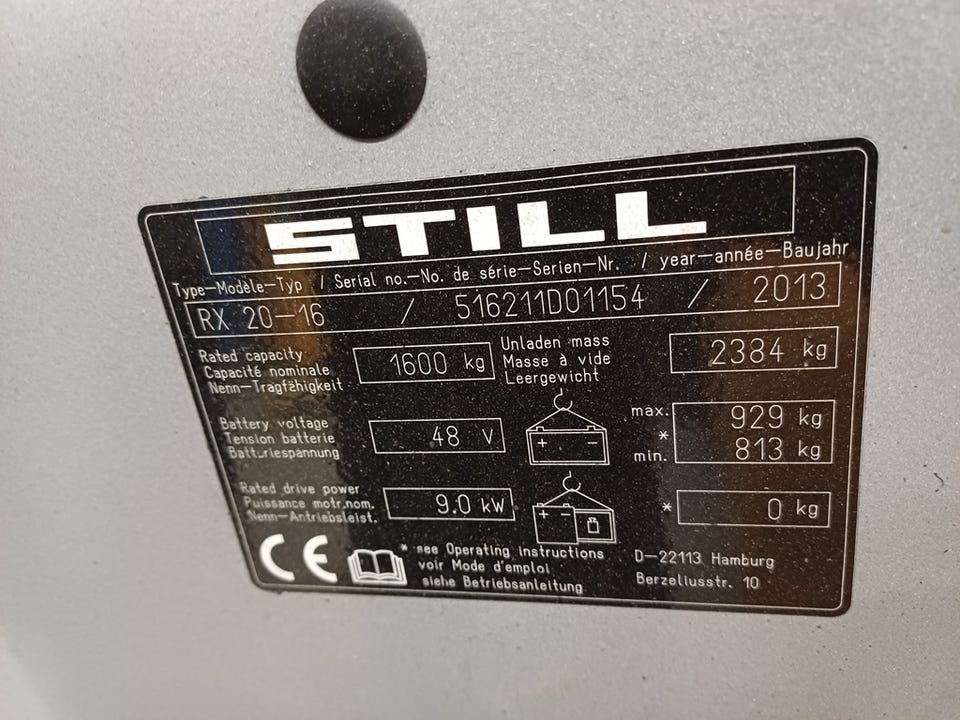 STILL
Type-Modèle-Typ / Serial no.-No. de série-Serien-Nr. / year-année-Baujahr
RX 20-16 / 516211D01154 / 2013
Rated capacity
Capacité nominale
Nenn-Tragfähigkeit
1600 kg
Unladen mass
Masse à vide
Leergewicht
2384 kg
Battery voltage
Tension batterie
Batteriespannung
48 V
+ -
max. 929 kg
*
min. 813 kg
Rated drive power
Puissance motr.nom.
Nenn-Antriebsleist.
9.0 kW
+ -
* 0 kg
CE
* see Operating instructions
voir Mode d'emploi
siehe Betriebsanleitung
D-22113 Hamburg
Berzeliusstr. 10